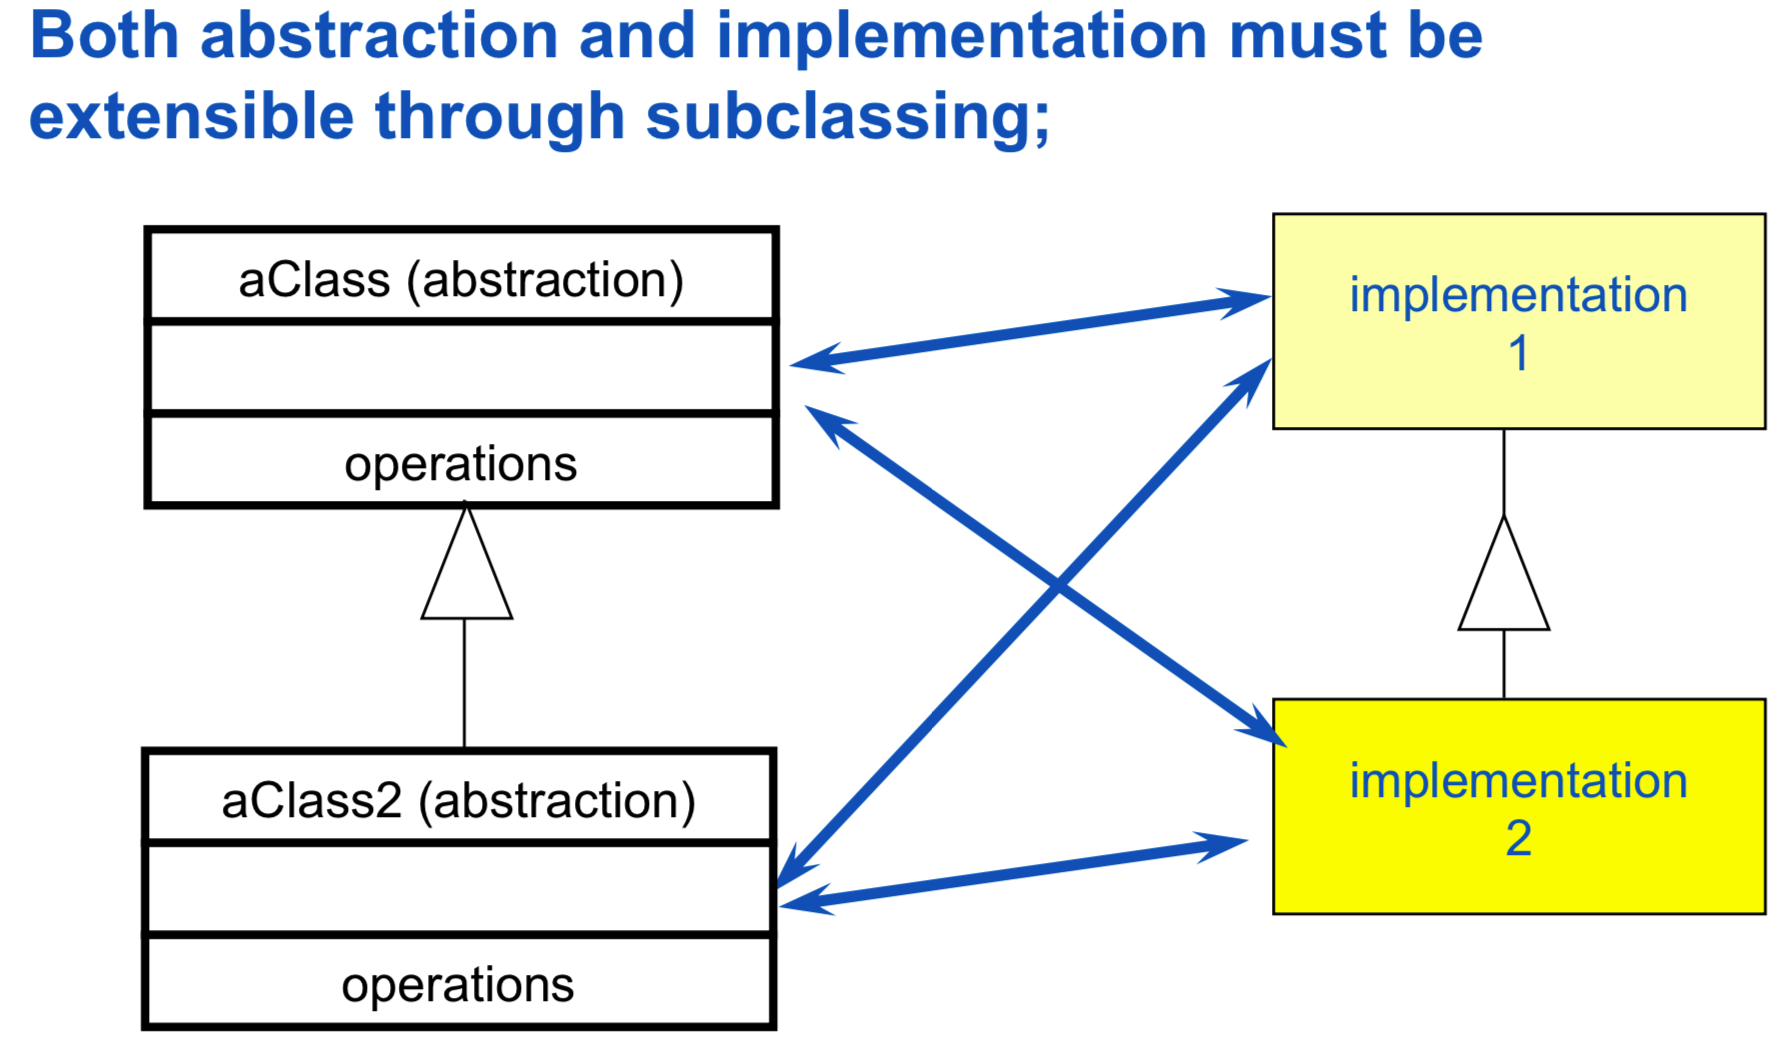 Both abstraction and implementation must be
extensible through subclassing;
aClass (abstraction)
operations
implementation
1
aClass2 (abstraction)
operations
implementation
2